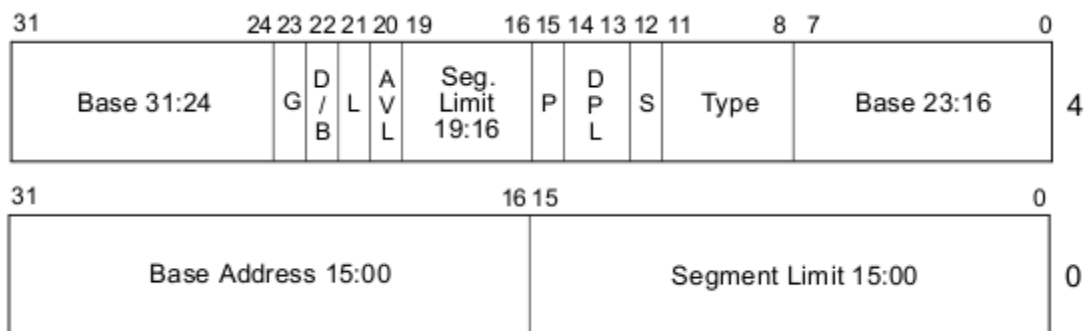 31 24 23 22 21 20 19 16 15 14 13 12 11 8 7 0
Base 31:24 G D/B L AVL Seg. Limit 19:16 P DPL S Type Base 23:16 4
31 16 15 0
Base Address 15:00 Segment Limit 15:00 0